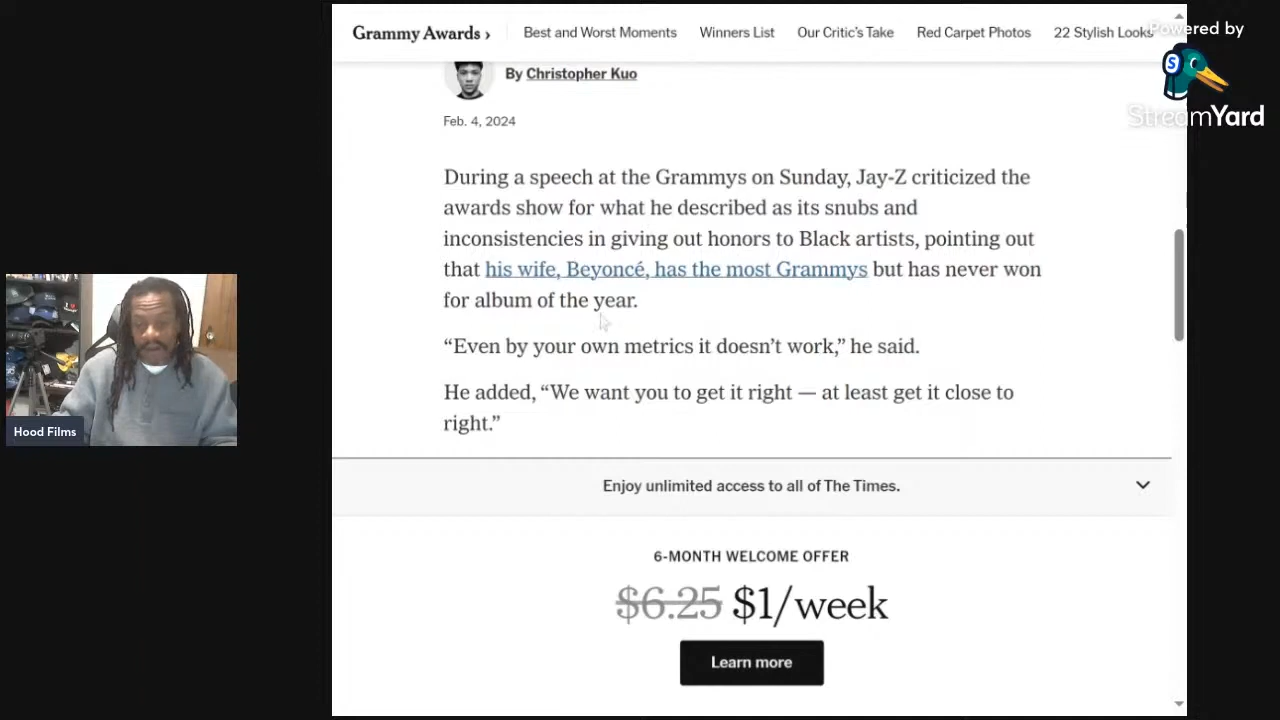 Grammy Awards ›
Best and Worst Moments
Winners List
Our Critic's Take
Red Carpet Photos
22 Stylish Looks
Powered by
S
StreamYard
By Christopher Kuo
Feb. 4, 2024
During a speech at the Grammys on Sunday, Jay-Z criticized the
awards show for what he described as its snubs and
inconsistencies in giving out honors to Black artists, pointing out
that his wife, Beyoncé, has the most Grammys but has never won
for album of the year.
“Even by your own metrics it doesn’t work,” he said.
He added, “We want you to get it right — at least get it close to
right.”
Hood Films
Enjoy unlimited access to all of The Times.
6-MONTH WELCOME OFFER
$6.25 $1/week
Learn more